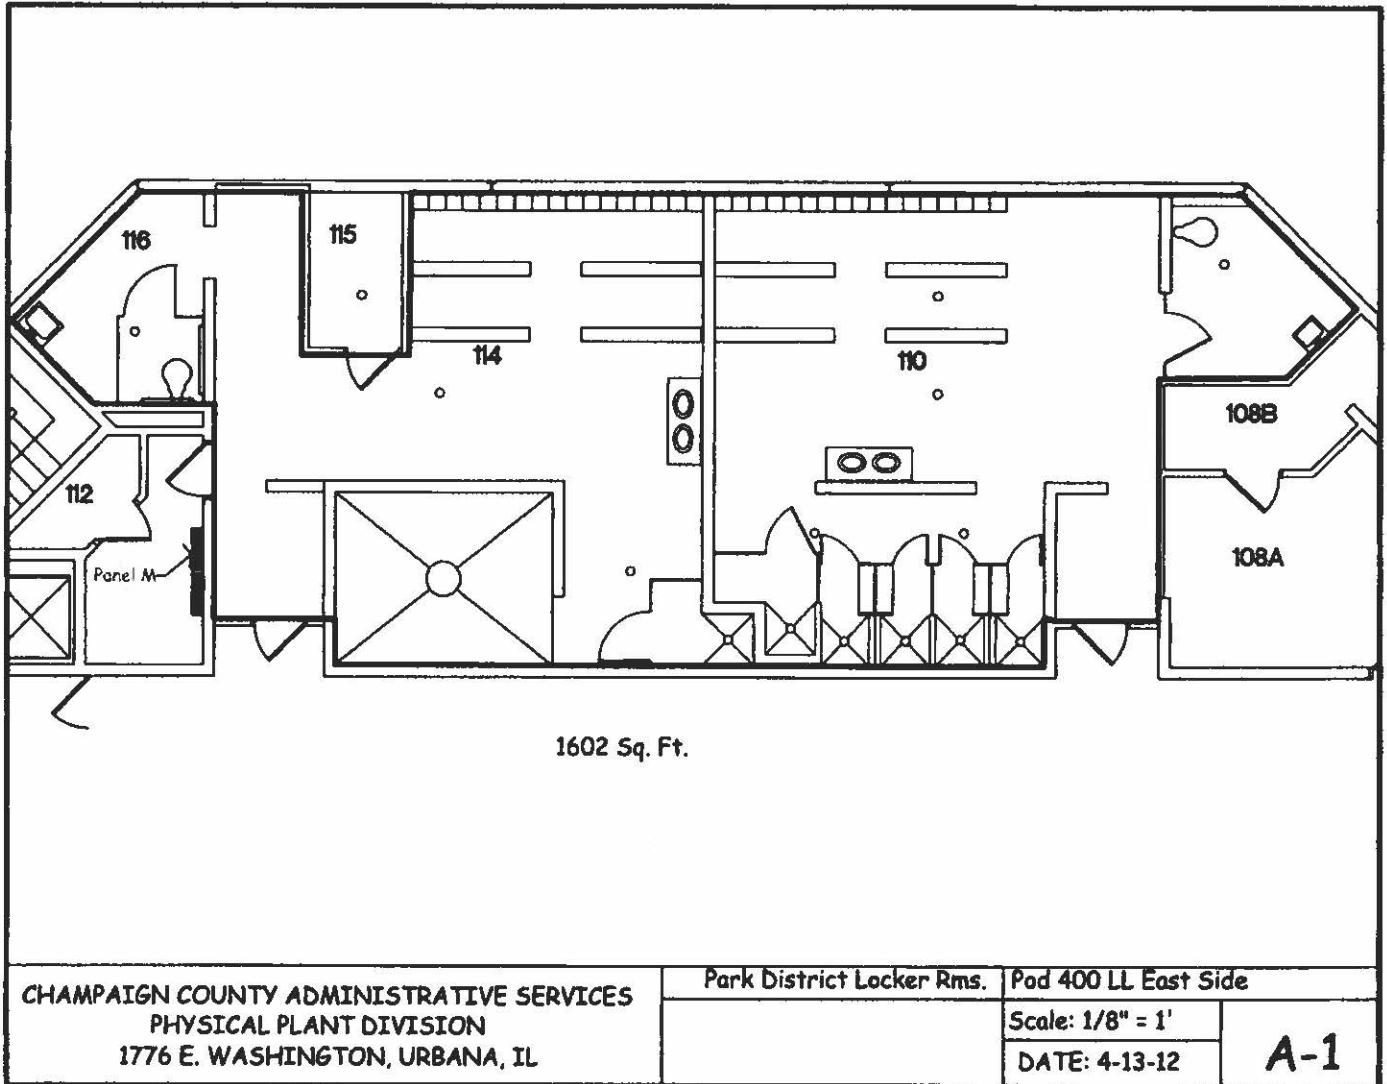 116
115
114
110
108B
112
Panel M
108A
1602 Sq. Ft.
CHAMPAIGN COUNTY ADMINISTRATIVE SERVICES
PHYSICAL PLANT DIVISION
1776 E. WASHINGTON, URBANA, IL
Park District Locker Rms.
Pod 400 LL East Side
Scale: 1/8" = 1'
DATE: 4-13-12
A-1